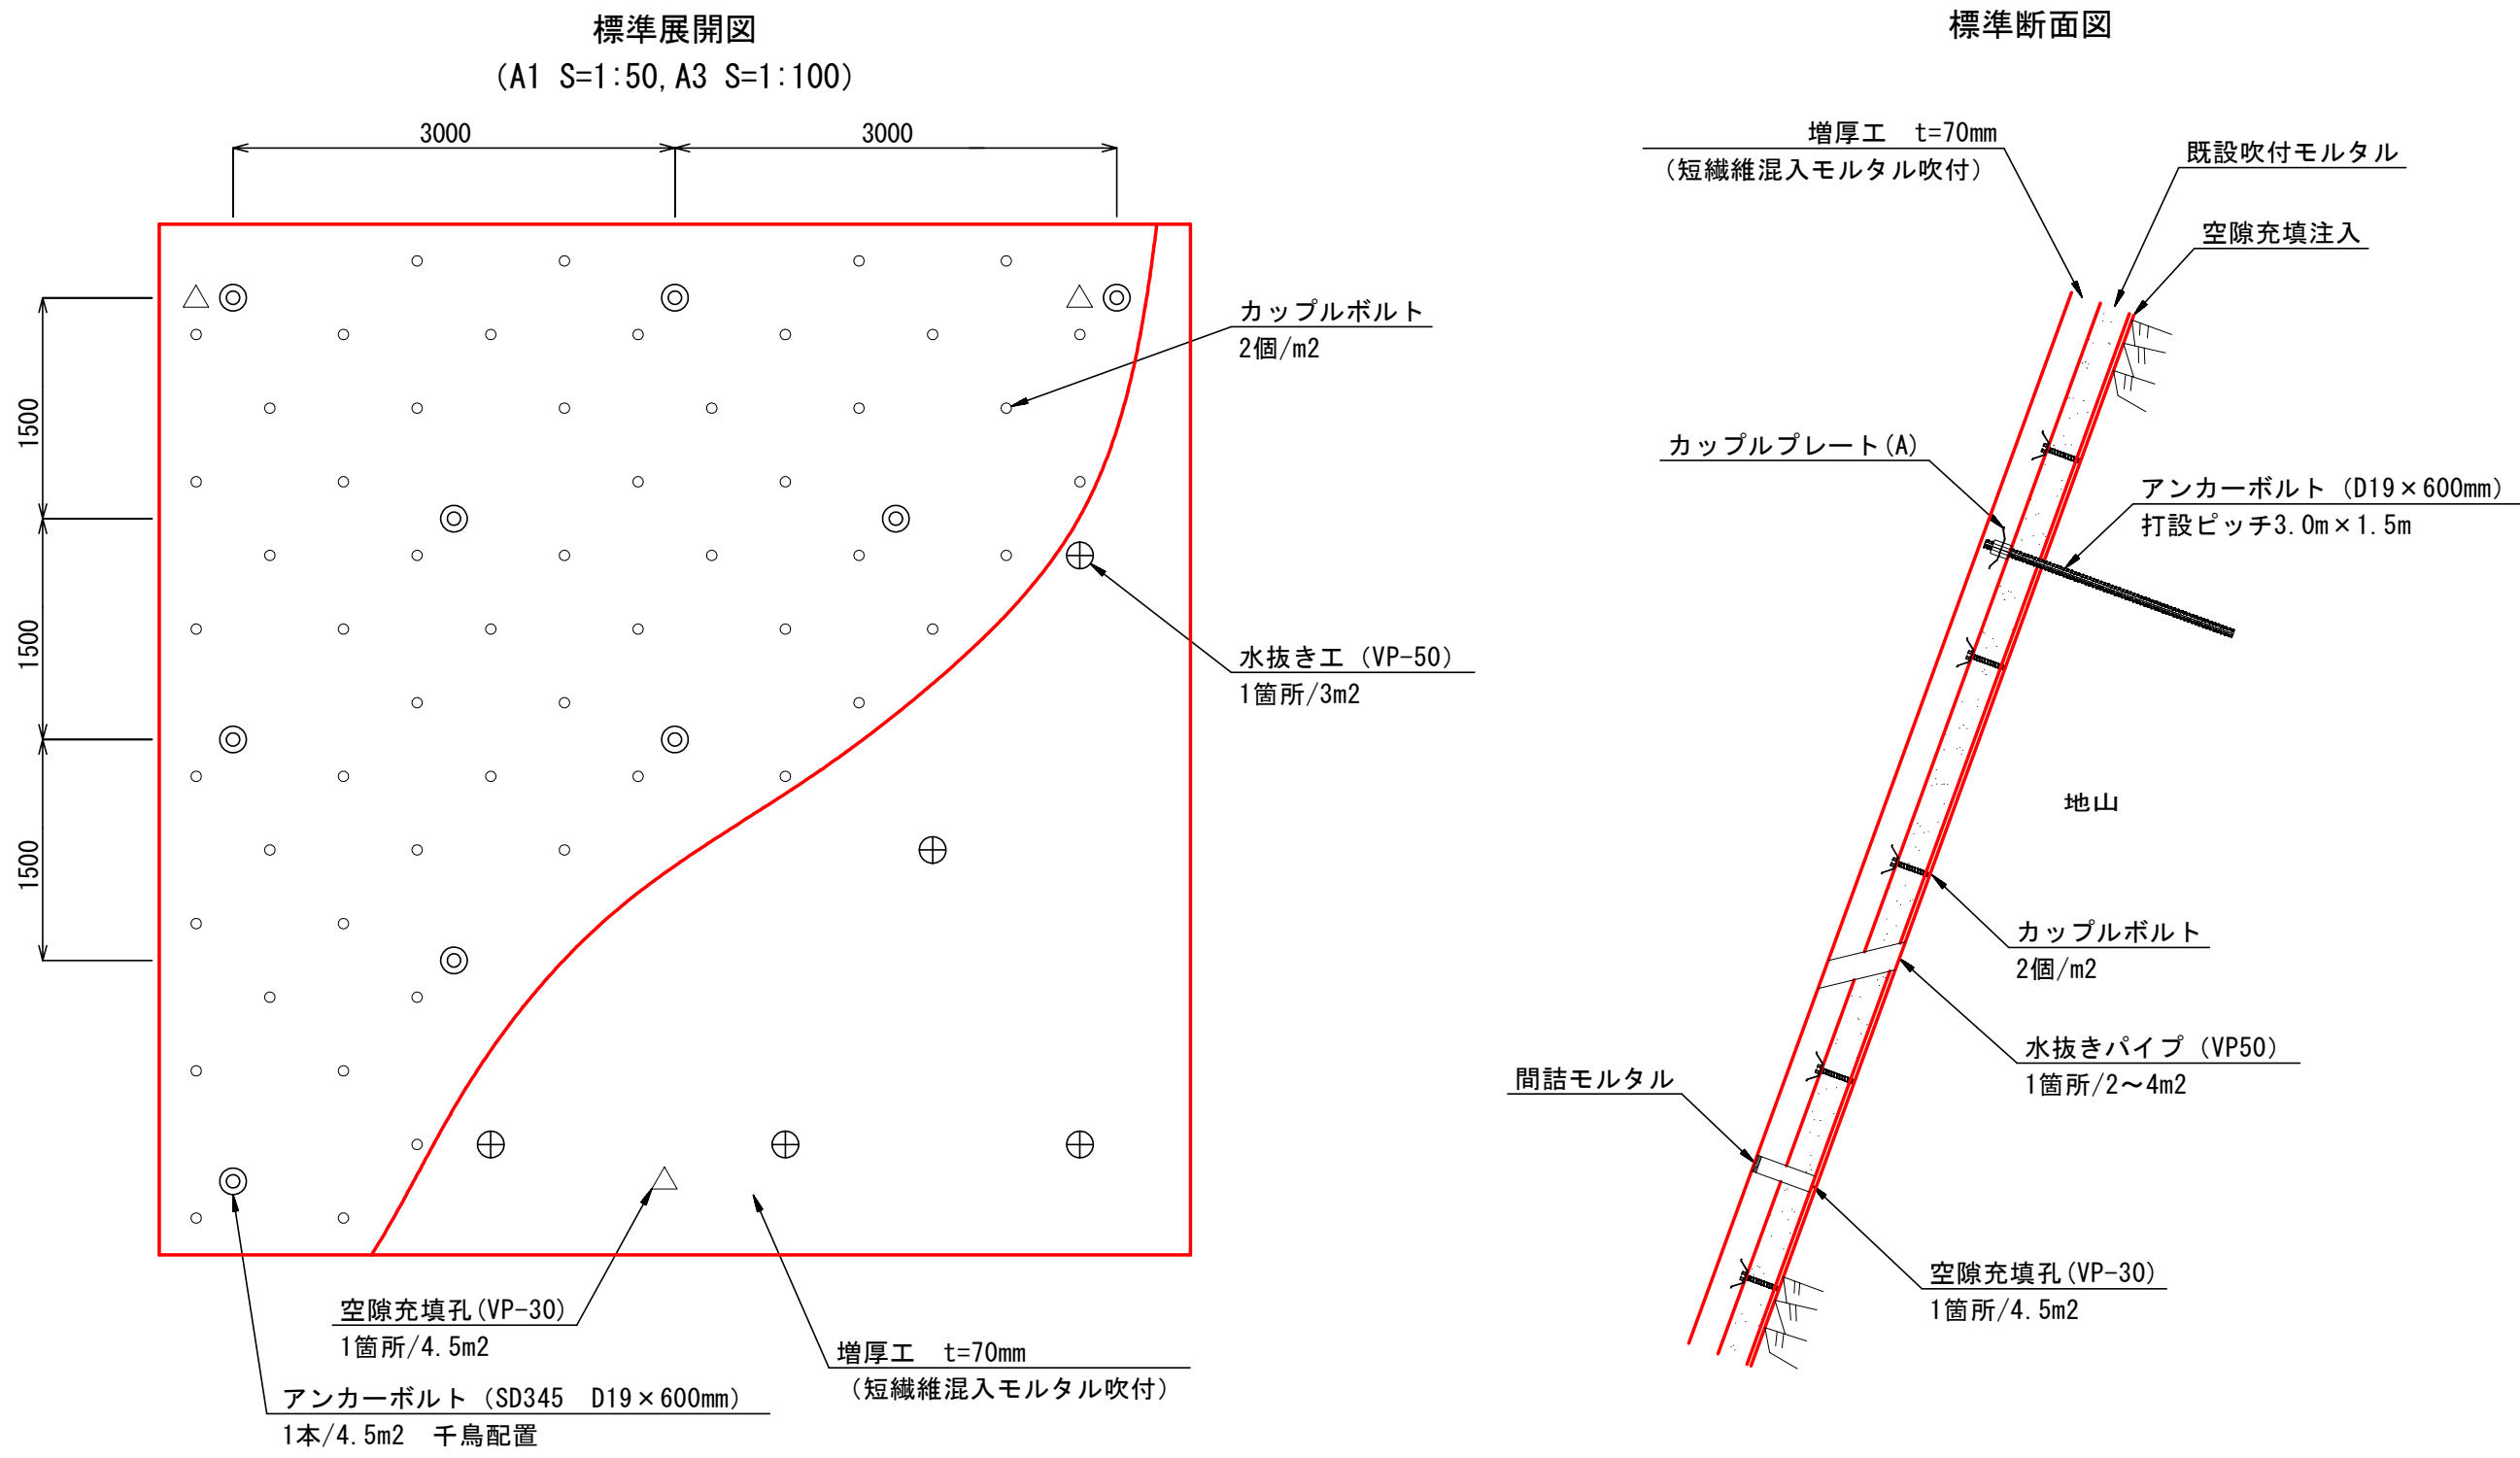 標準展開図
(A1 S=1:50,A3 S=1:100)
3000
3000
1500
1500
1500
カップルボルト
2個/m2
水抜き工(VP-50)
1箇所/3m2
空隙充填孔(VP-30)
1箇所/4.5m2
増厚工 t=70mm
(短繊維混入モルタル吹付)
アンカーボルト(SD345 D19×600mm)
1本/4.5m2 千鳥配置
標準断面図
増厚工 t=70mm
(短繊維混入モルタル吹付)
既設吹付モルタル
空隙充填注入
カップルプレート(A)
アンカーボルト(D19×600mm)
打設ピッチ3.0m×1.5m
地山
カップルボルト
2個/m2
水抜きパイプ(VP50)
1箇所/2~4m2
間詰モルタル
空隙充填孔(VP-30)
1箇所/4.5m2